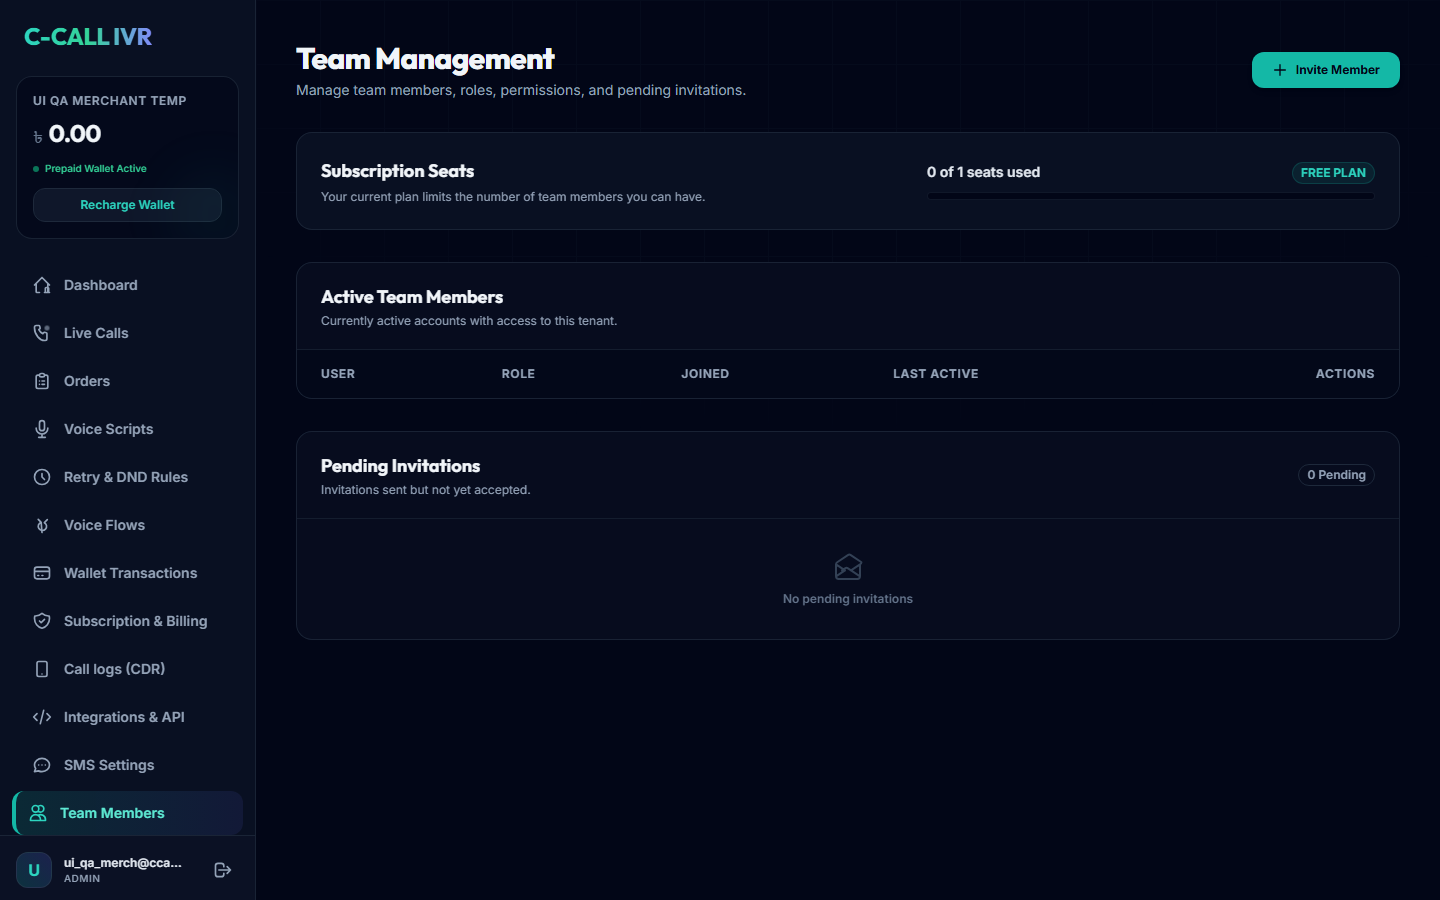 C-CALL IVR
UI QA MERCHANT TEMP
৳ 0.00
Prepaid Wallet Active
Recharge Wallet
Dashboard
Live Calls
Orders
Voice Scripts
Retry & DND Rules
Voice Flows
Wallet Transactions
Subscription & Billing
Call logs (CDR)
Integrations & API
SMS Settings
Team Members
U
ui_qa_merch@cca...
ADMIN
Team Management
Manage team members, roles, permissions, and pending invitations.
Invite Member
Subscription Seats
Your current plan limits the number of team members you can have.
0 of 1 seats used
FREE PLAN
Active Team Members
Currently active accounts with access to this tenant.
USER ROLE JOINED LAST ACTIVE ACTIONS
Pending Invitations
Invitations sent but not yet accepted.
0 Pending
No pending invitations